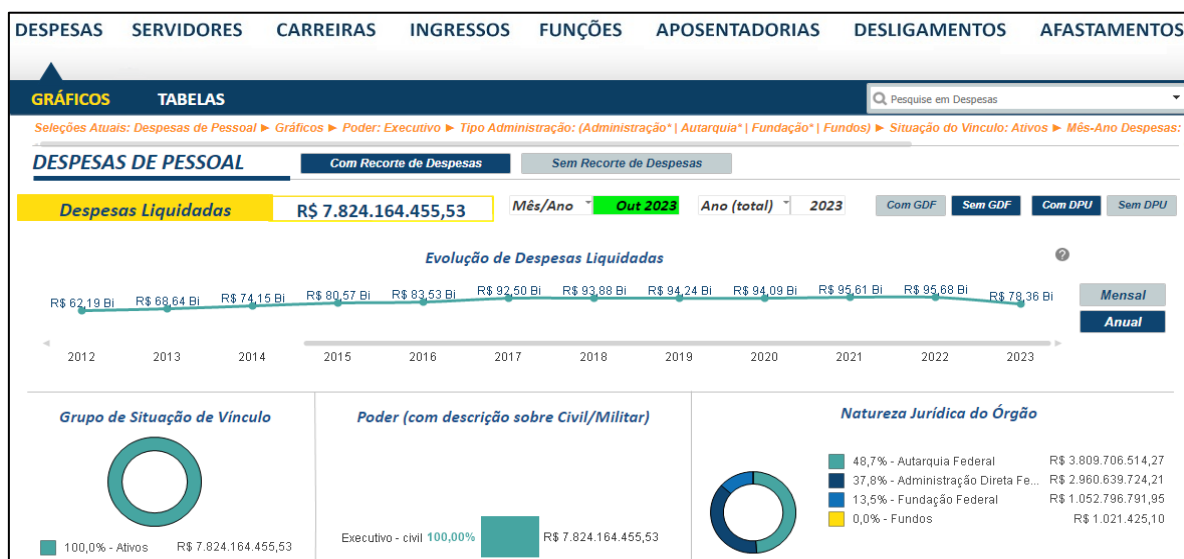 DESPESAS SERVIDORES CARREIRAS INGRESSOS FUNÇÕES APOSENTADORIAS DESLIGAMENTOS AFASTAMENTOS
GRÁFICOS TABELAS Pesquise em Despesas
Seleções Atuais: Despesas de Pessoal ► Gráficos ► Poder: Executivo ► Tipo Administração: (Administração* | Autarquia* | Fundação* | Fundos) ► Situação do Vinculo: Ativos ► Mês-Ano Despesas:
DESPESAS DE PESSOAL Com Recorte de Despesas Sem Recorte de Despesas
Despesas Liquidadas R$ 7.824.164.455,53 Mês/Ano Out 2023 Ano (total) 2023 Com GDF Sem GDF Com DPU Sem DPU
Evolução de Despesas Liquidadas ?
R$ 62,19 Bi R$ 68,64 Bi R$ 74,15 Bi R$ 80,57 Bi R$ 83,53 Bi R$ 92,50 Bi R$ 93,88 Bi R$ 94,24 Bi R$ 94,09 Bi R$ 95,61 Bi R$ 95,68 Bi R$ 78,36 Bi
Mensal
Anual
2012 2013 2014 2015 2016 2017 2018 2019 2020 2021 2022 2023
Grupo de Situação de Vínculo
100,0% - Ativos R$ 7.824.164.455,53
Poder (com descrição sobre Civil/Militar)
Executivo - civil 100,00% R$ 7.824.164.455,53
Natureza Jurídica do Órgão
48,7% - Autarquia Federal R$ 3.809.706.514,27
37,8% - Administração Direta Fe... R$ 2.960.639.724,21
13,5% - Fundação Federal R$ 1.052.796.791,95
0,0% - Fundos R$ 1.021.425,10